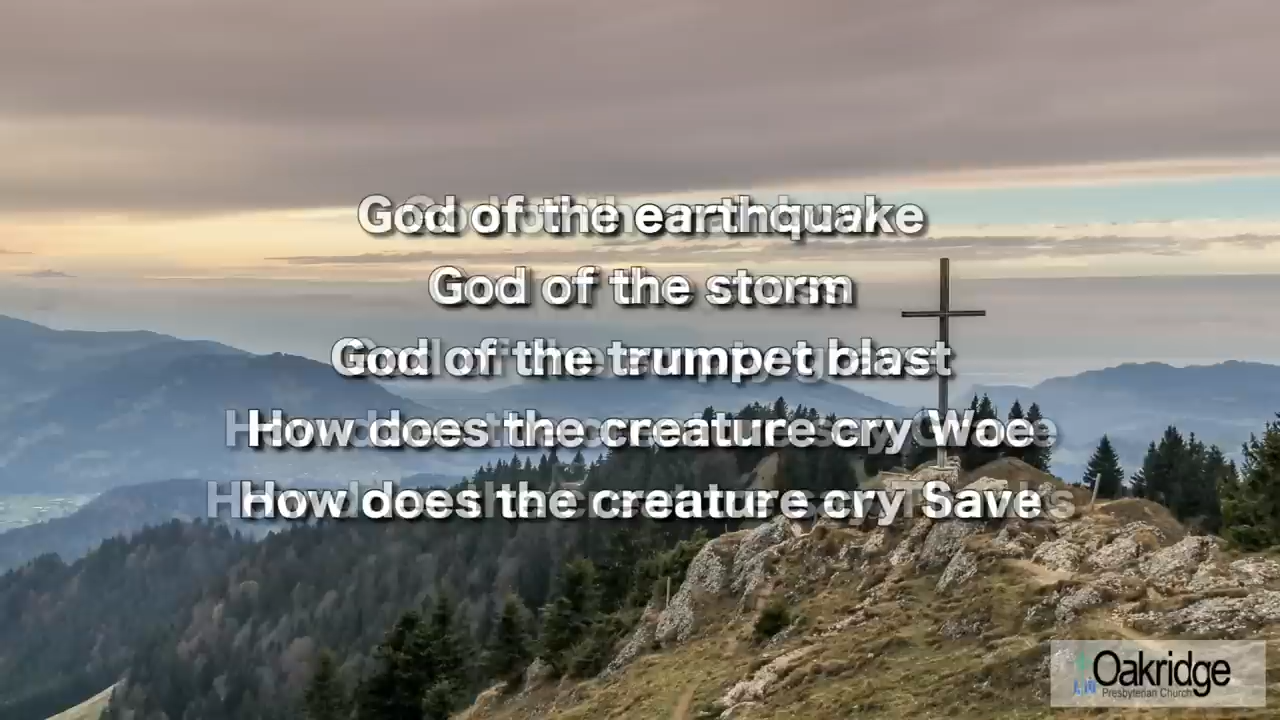 God of the earthquake
God of the storm
God of the trumpet blast
How does the creature cry Woe
How does the creature cry Save
Oakridge
Presbyterian Church